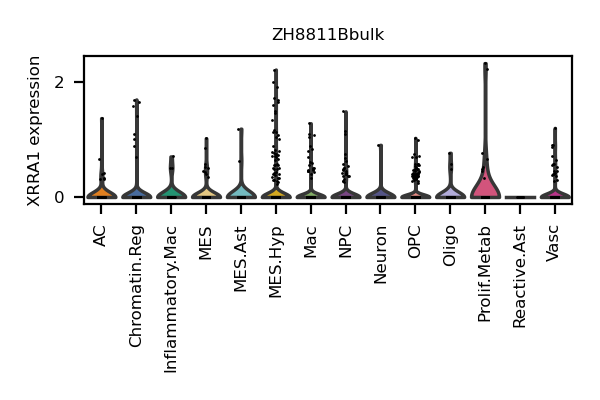 ZH8811Bbulk
XRRA1 expression
2
0
AC
Chromatin.Reg
Inflammatory.Mac
MES
MES.Ast
MES.Hyp
Mac
NPC
Neuron
OPC
Oligo
Prolif.Metab
Reactive.Ast
Vasc